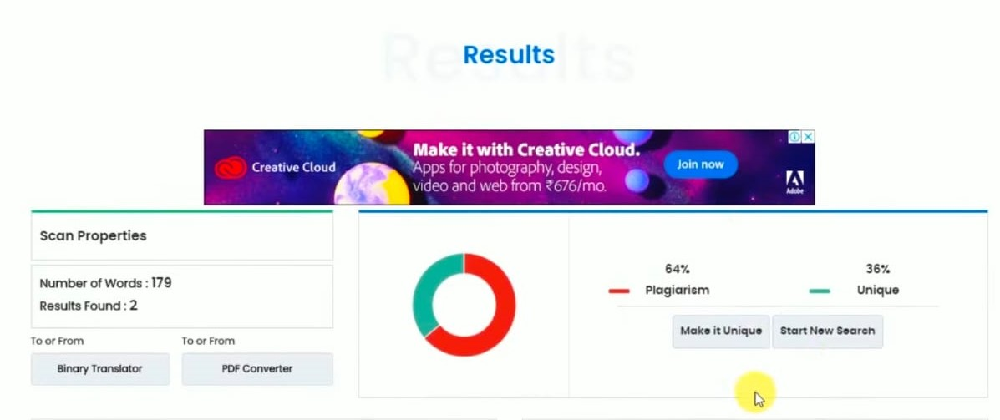 Results
Results
Creative Cloud
Make it with Creative Cloud.
Apps for photography, design,
video and web from ₹676/mo.
Join now
Adobe
Scan Properties
Number of Words : 179
Results Found : 2
To or From
To or From
Binary Translator
PDF Converter
64%
36%
Plagiarism
Unique
Make it Unique
Start New Search